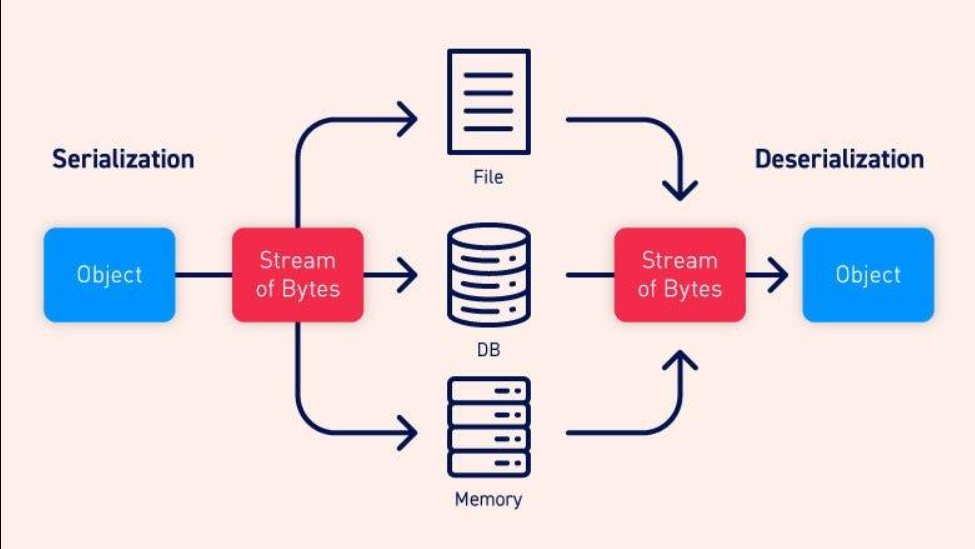 Serialization
Object
Stream
of Bytes
File
DB
Memory
Deserialization
Stream
of Bytes
Object